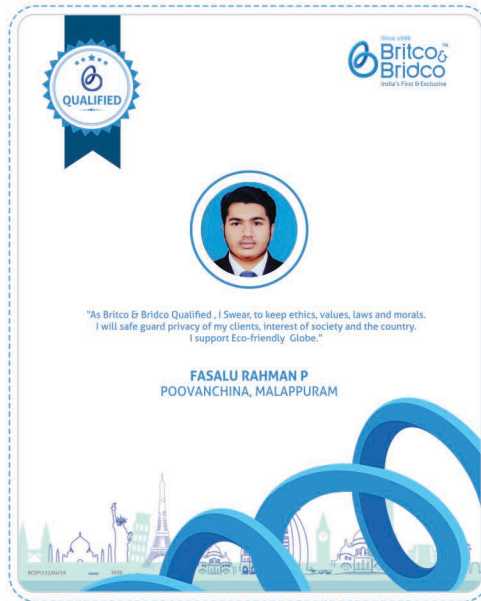 Since 1998
Britco&™
Bridco
India's First & Exclusive
QUALIFIED
"As Britco & Bridco Qualified , I Swear, to keep ethics, values, laws and morals.
I will safe guard privacy of my clients, interest of society and the country.
I support Eco-friendly Globe."
FASALU RAHMAN P
POOVANCHINA, MALAPPURAM
2020